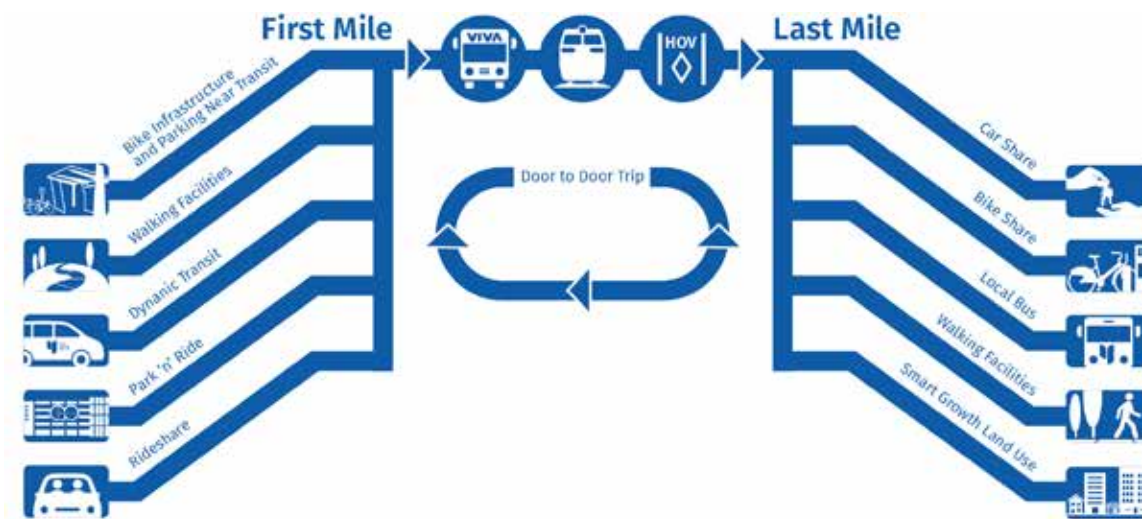 First Mile
Last Mile
VIVA
HOV
Bike Infrastructure
and Parking Near Transit
Walking Facilities
Dynamic Transit
Park 'n' Ride
Rideshare
Door to Door Trip
Car Share
Bike Share
Local Bus
Walking Facilities
Smart Growth Land Use